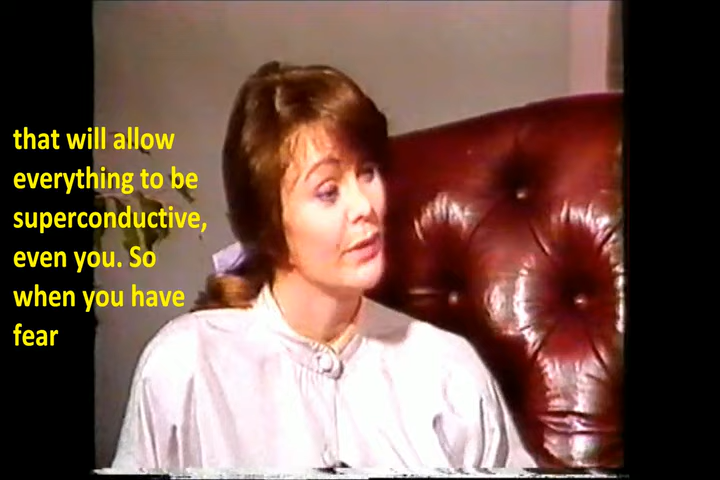 that will allow
everything to be
superconductive,
even you. So
when you have
fear